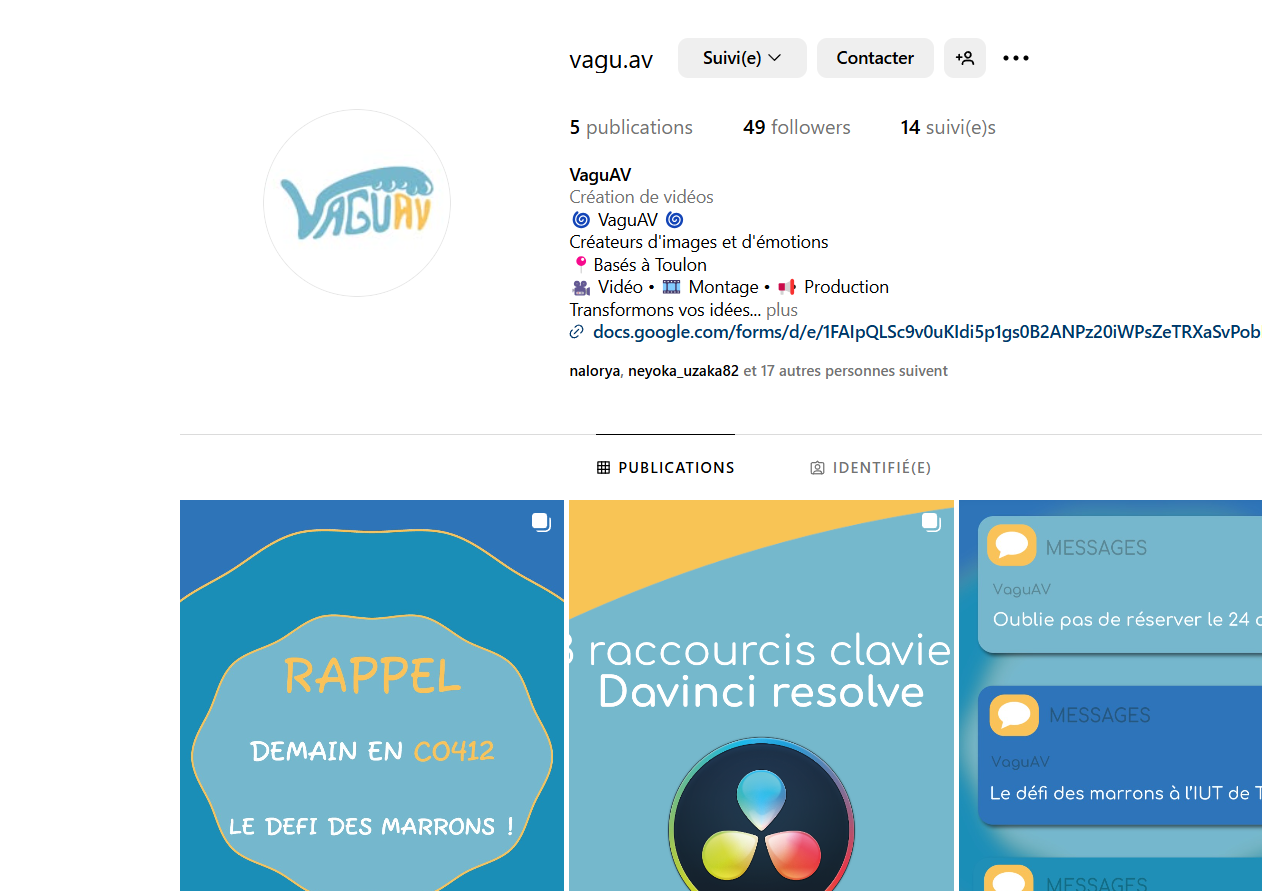 vagu.av
Suivi(e)
Contacter
5 publications
49 followers
14 suivi(e)s
VAGUAV
VaguAV
Création de vidéos
🌀 VaguAV 🌀
Créateurs d'images et d'émotions
📍Basés à Toulon
🎥 Vidéo • 🎞️ Montage • 📢 Production
Transformons vos idées... plus
docs.google.com/forms/d/e/1FAIpQLSc9v0uKIdi5p1gs0B2ANPz20iWPsZeTRXaSvPob
nalorya, neyoka_uzaka82 et 17 autres personnes suivent
PUBLICATIONS
IDENTIFIÉ(E)
RAPPEL
DEMAIN EN CO412
LE DEFI DES MARRONS !
3 raccourcis clavie
Davinci resolve
MESSAGES
VaguAV
Oublie pas de réserver le 24
MESSAGES
VaguAV
Le défi des marrons à l'IUT de T
MESSAGES